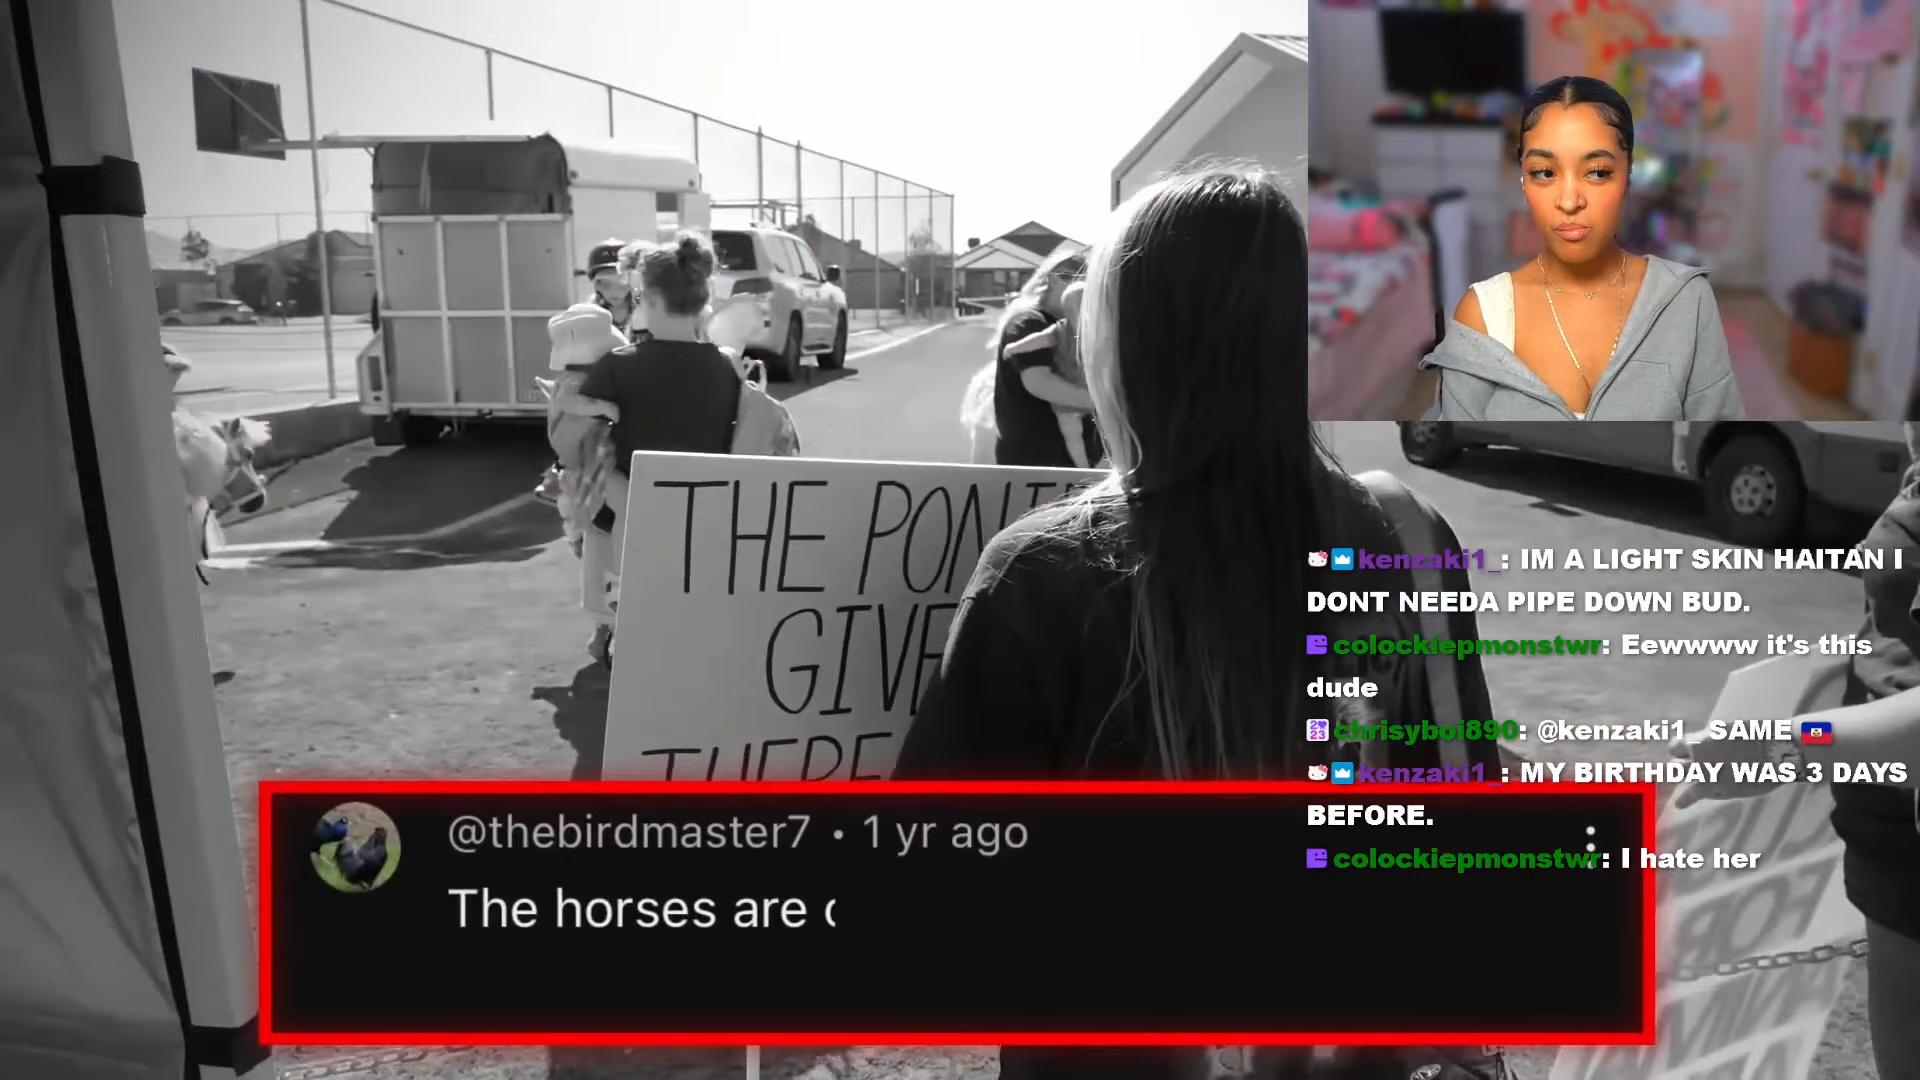 THE PON
GIVE
THERE
@thebirdmaster7 • 1 yr ago
The horses are
kenzaki1_: IM A LIGHT SKIN HAITAN I
DONT NEEDA PIPE DOWN BUD.
colockiepmonstwr: Eewwww it's this
dude
chrisyboi890: @kenzaki1_ SAME 🇭🇹
kenzaki1_: MY BIRTHDAY WAS 3 DAYS
BEFORE.
colockiepmonstwr: I hate her